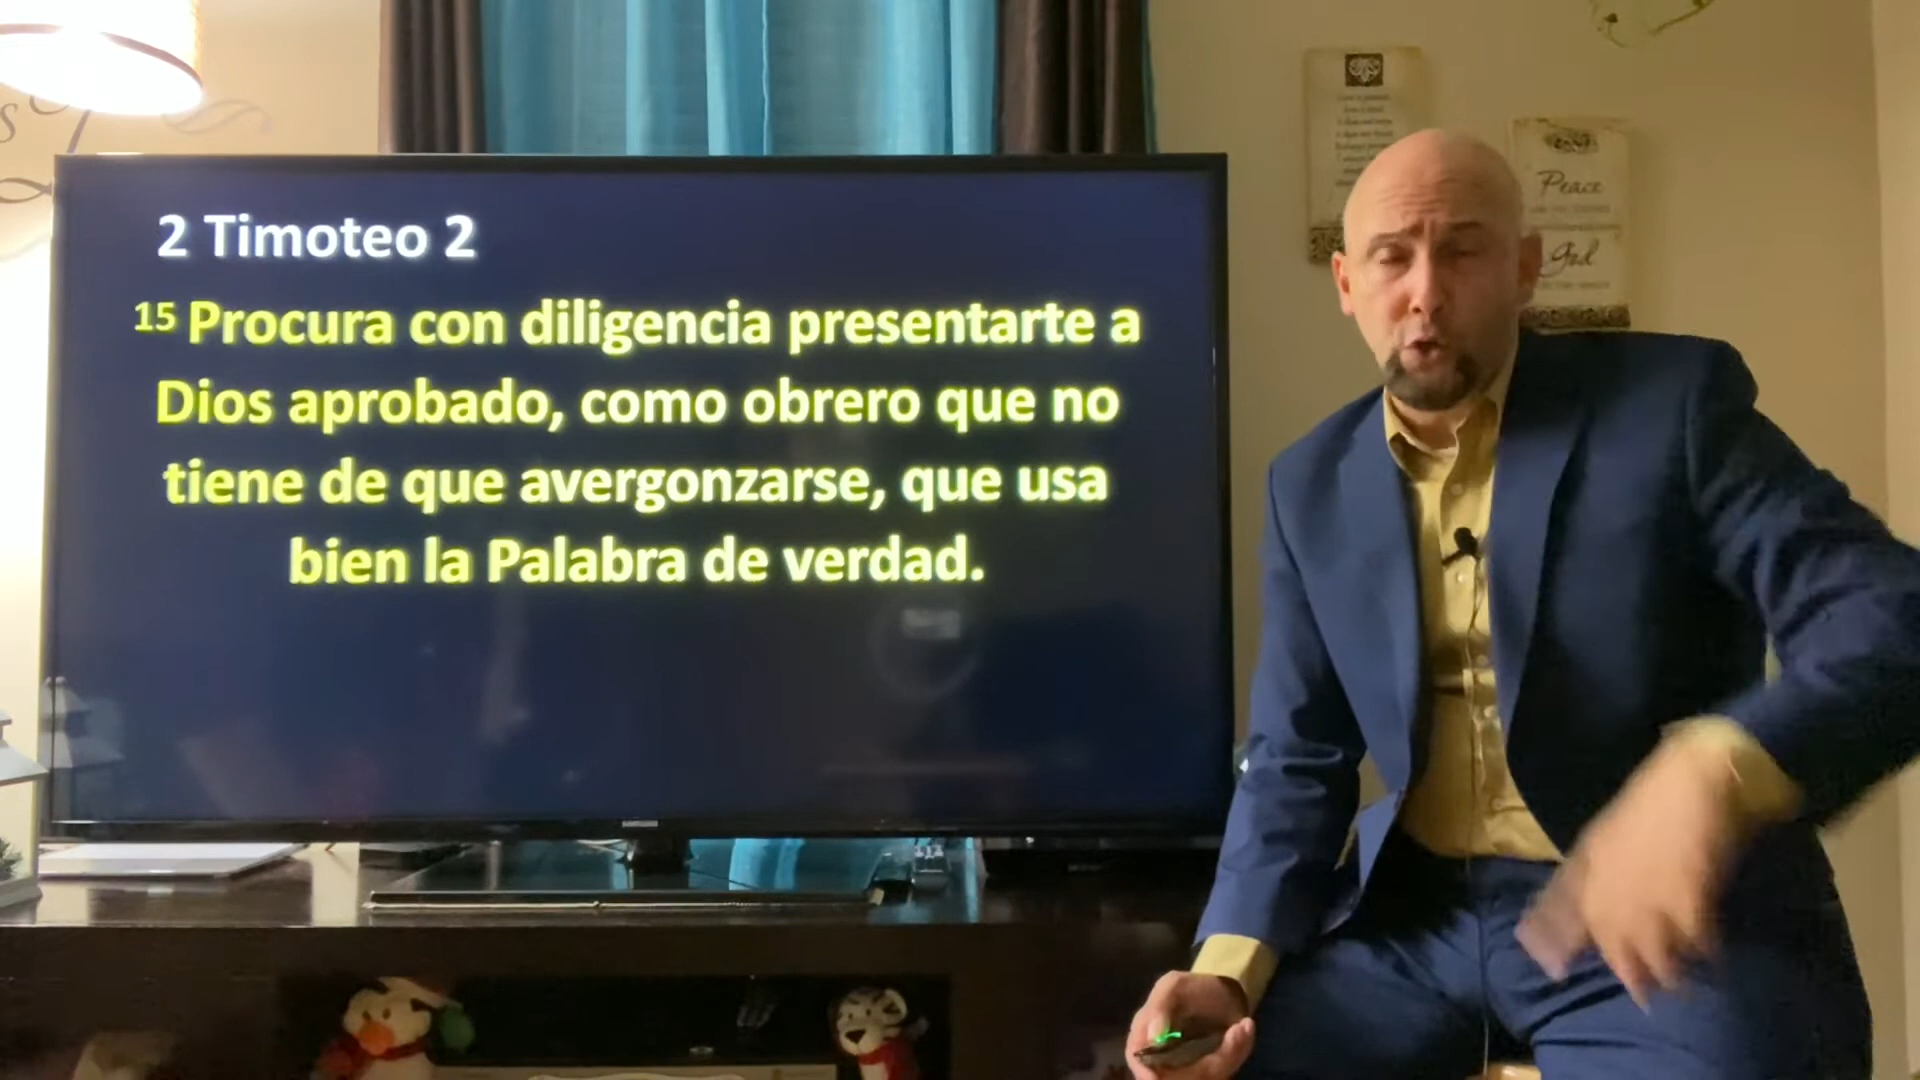 2 Timoteo 2
15 Procura con diligencia presentarte a
Dios aprobado, como obrero que no
tiene de que avergonzarse, que usa
bien la Palabra de verdad.
Peace
God